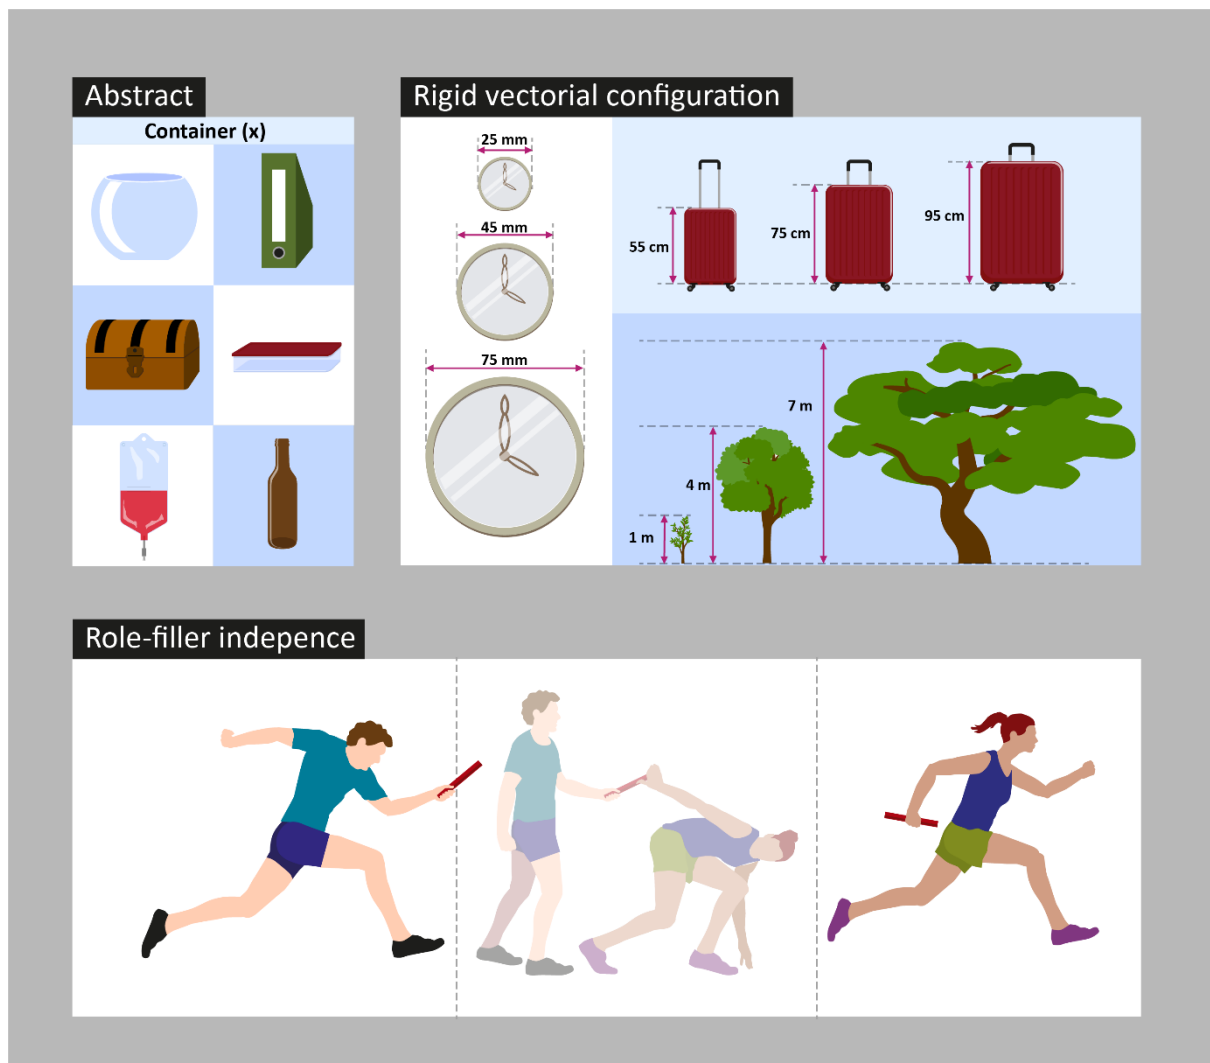 Abstract
Container (x)
Rigid vectorial configuration
25 mm
45 mm
75 mm
55 cm
75 cm
95 cm
1 m
4 m
7 m
Role-filler indepence